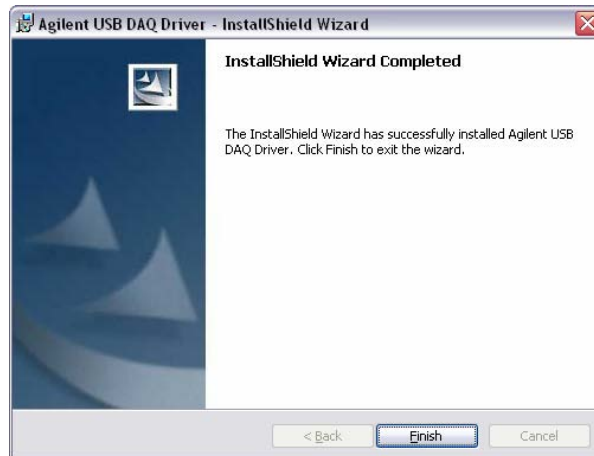 Agilent USB DAQ Driver - InstallShield Wizard
InstallShield Wizard Completed
The InstallShield Wizard has successfully installed Agilent USB
DAQ Driver. Click Finish to exit the wizard.
< Back
Finish
Cancel